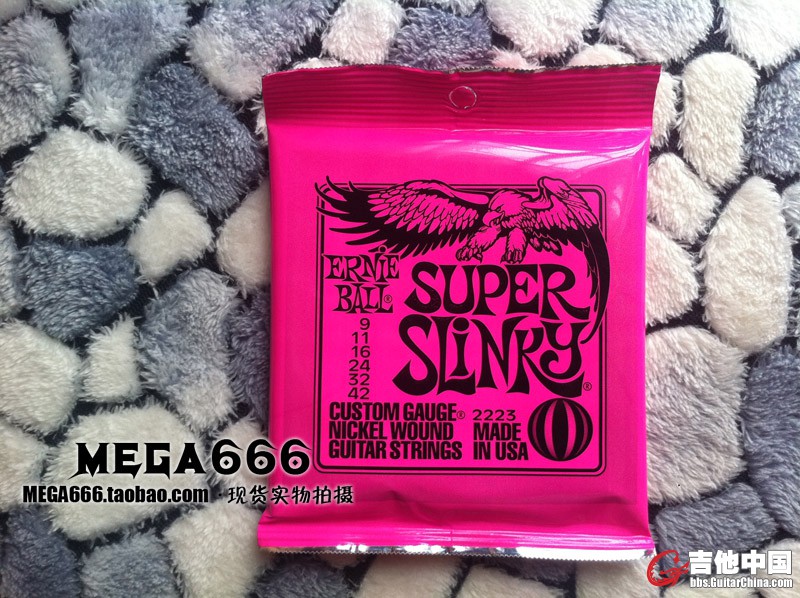 ERNIE
BALL®
SUPER
SLINKY®
9
11
16
24
32
42
CUSTOM GAUGE® 2223
NICKEL WOUND MADE
GUITAR STRINGS IN USA
MEGA666
MEGA666.taobao.com ·现货实物拍摄
吉他中国
bbs.GuitarChina.com